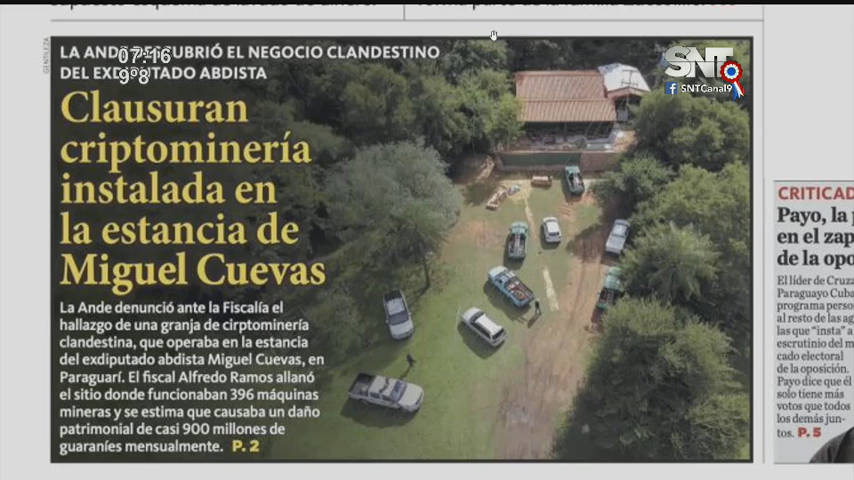 GENTILEZA
LA ANDE DESCUBRIÓ EL NEGOCIO CLANDESTINO
DEL EXDIPUTADO ABDISTA
07:16
9°8
Clausuran
criptominería
instalada en
la estancia de
Miguel Cuevas
La Ande denunció ante la Fiscalía el
hallazgo de una granja de cirptominería
clandestina, que operaba en la estancia
del exdiputado abdista Miguel Cuevas, en
Paraguarí. El fiscal Alfredo Ramos allanó
el sitio donde funcionaban 396 máquinas
mineras y se estima que causaba un daño
patrimonial de casi 900 millones de
guaraníes mensualmente. P. 2
SNT
SNTCanal9
CRITICAD
Payo, la p
en el zap
de la opo
El líder de Cruza
Paraguayo Cuba
programa perso
al resto de las ag
las que “insta” a
escrutinio del m
cado electoral
de la oposición.
Payo dice que él
solo tiene más
votos que todos
los demás jun-
tos. P. 5